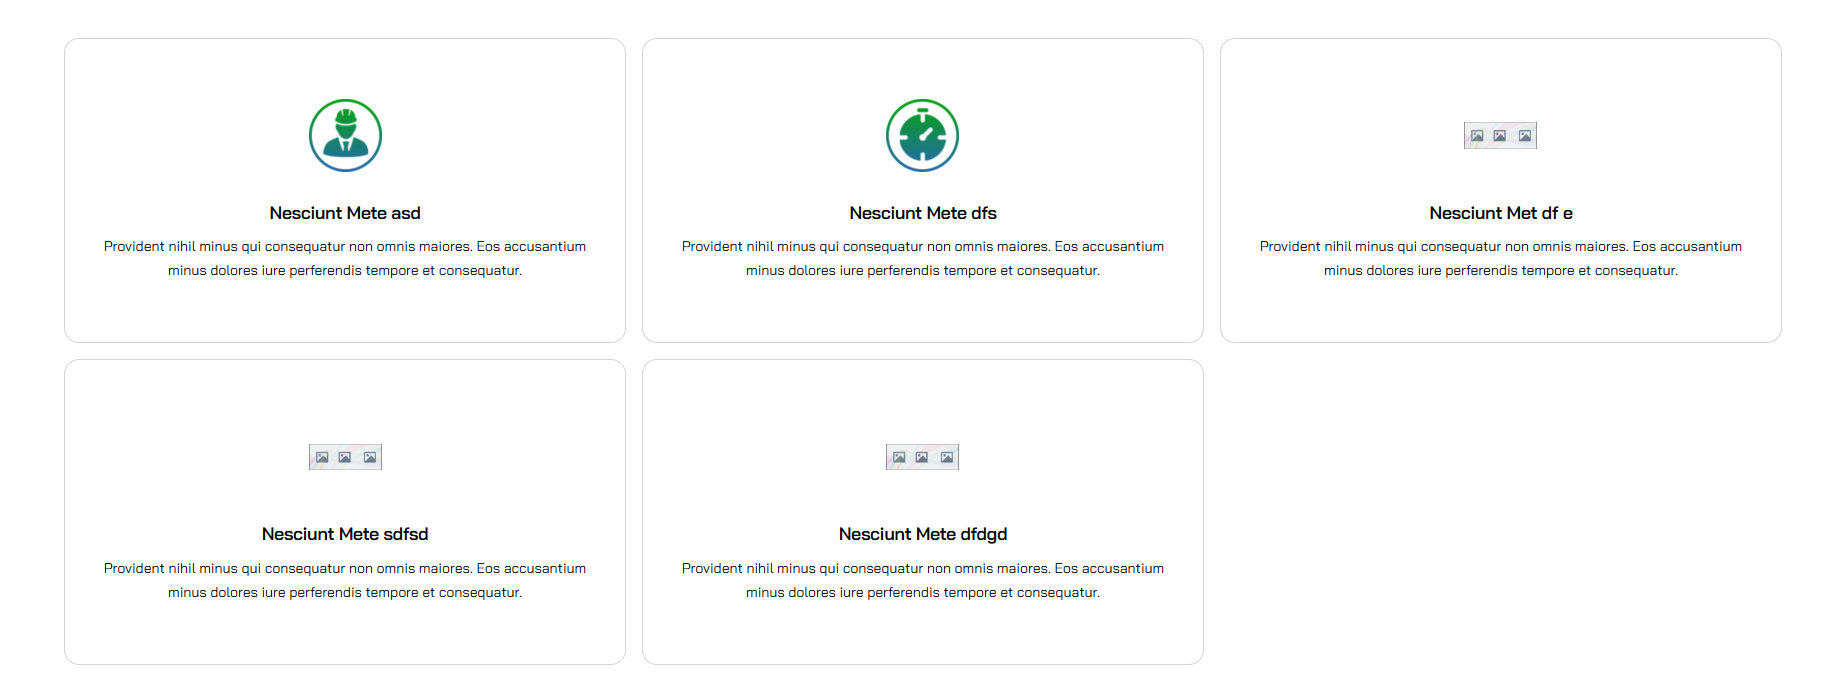 Nesciunt Mete asd
Provident nihil minus qui consequatur non omnis maiores. Eos accusantium
minus dolores iure perferendis tempore et consequatur.
Nesciunt Mete dfs
Provident nihil minus qui consequatur non omnis maiores. Eos accusantium
minus dolores iure perferendis tempore et consequatur.
Nesciunt Met df e
Provident nihil minus qui consequatur non omnis maiores. Eos accusantium
minus dolores iure perferendis tempore et consequatur.
Nesciunt Mete sdfsd
Provident nihil minus qui consequatur non omnis maiores. Eos accusantium
minus dolores iure perferendis tempore et consequatur.
Nesciunt Mete dfdgd
Provident nihil minus qui consequatur non omnis maiores. Eos accusantium
minus dolores iure perferendis tempore et consequatur.